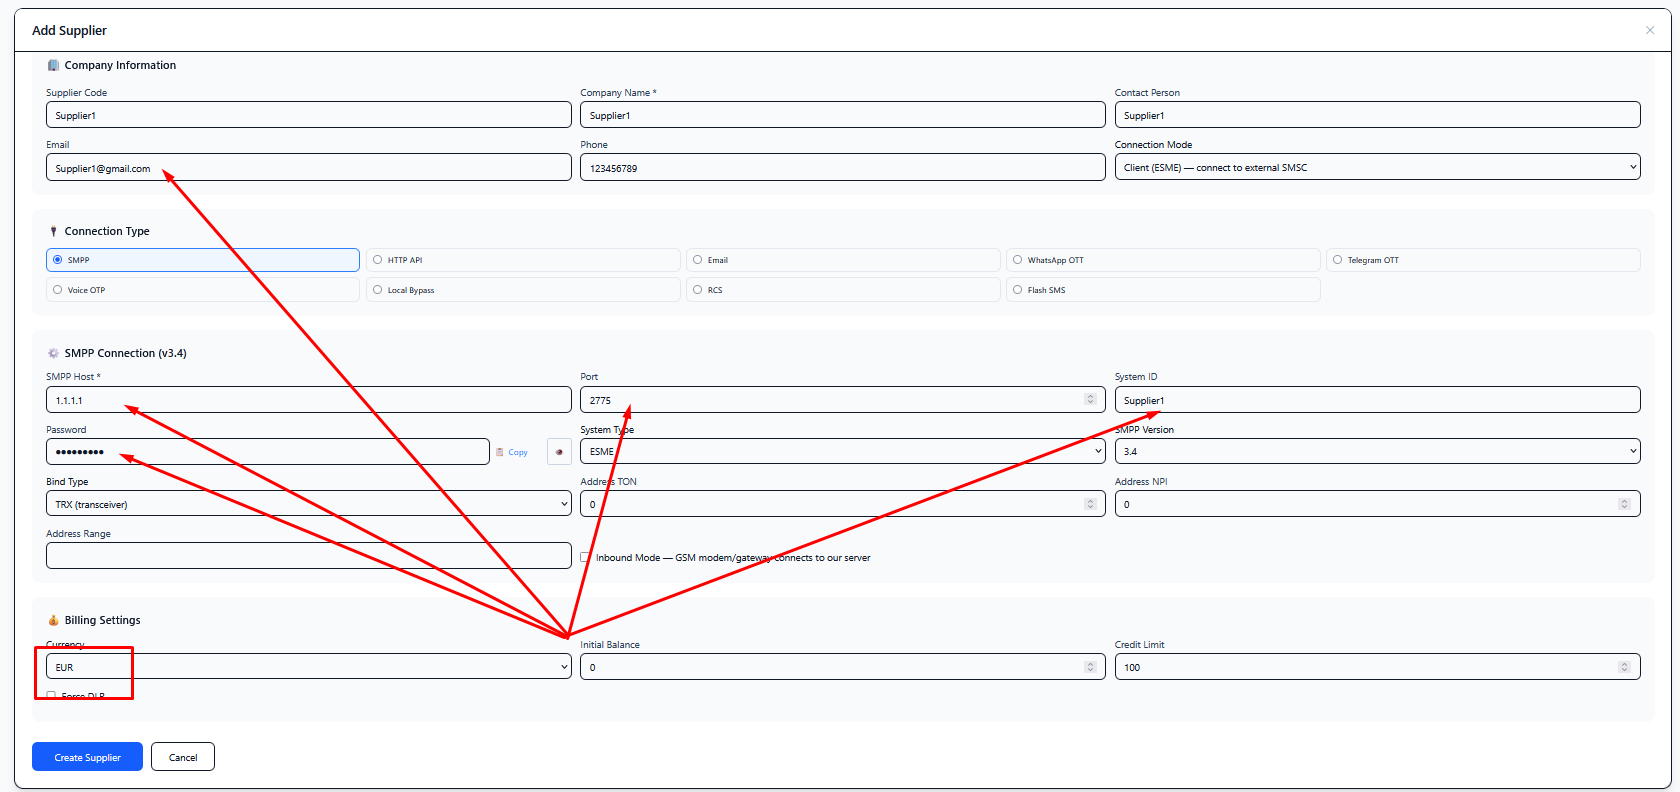 Add Supplier
Company Information
Supplier Code
Company Name *
Contact Person
Supplier1
Supplier1
Supplier1
Email
Phone
Connection Mode
Supplier1@gmail.com
123456789
Client (ESME) — connect to external SMSC
Connection Type
SMPP
HTTP API
Email
WhatsApp OTT
Telegram OTT
Voice OTP
Local Bypass
RCS
Flash SMS
SMPP Connection (v3.4)
SMPP Host *
Port
System ID
1.1.1.1
2775
Supplier1
Password
System Type
SMPP Version
●●●●●●●●●
Copy
ESME
3.4
Bind Type
Address TON
Address NPI
TRX (transceiver)
0
0
Address Range
Inbound Mode — GSM modem/gateway connects to our server
Billing Settings
Currency
Initial Balance
Credit Limit
EUR
0
100
Force DLR
Create Supplier
Cancel